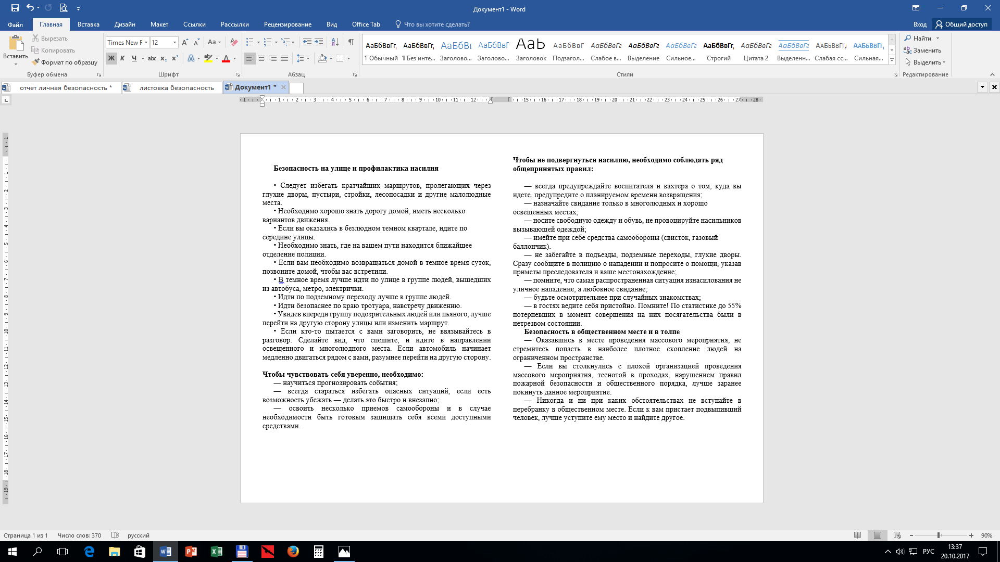 Документ1 - Word
Файл Главная Вставка Дизайн Макет Ссылки Рассылки Рецензирование Вид Office Tab Что вы хотите сделать? Вход Общий доступ
Вставить
Вырезать
Копировать
Формат по образцу
Буфер обмена
Times New R 12
Шрифт
Абзац
АаБбВвГг, АаБбВвГг, АаБбВв АаБбВвГ АаБ АаБбВвГ АаБбВвГг АаБбВвГг АаБбВвГг АаБбВвГг, АаБбВвГг АаБбВвГг АаБбВвГг АаБбВвГг,
¶ Обычный ¶ Без инте... Заголово... Заголово... Заголовок Подзагол... Слабое в... Выделение Сильное... Строгий Цитата 2 Выделенн... Слабая сс... Сильная...
Стили
Найти
Заменить
Выделить
Редактирование
отчет личная безопасность * листовка безопасность Документ1 *
Безопасность на улице и профилактика насилия
• Следует избегать кратчайших маршрутов, пролегающих через
глухие дворы, пустыри, стройки, лесопосадки и другие малолюдные
места.
• Необходимо хорошо знать дорогу домой, иметь несколько
вариантов движения.
• Если вы оказались в безлюдном темном квартале, идите по
середине улицы.
• Необходимо знать, где на вашем пути находится ближайшее
отделение полиции.
• Если вам необходимо возвращаться домой в темное время суток,
позвоните домой, чтобы вас встретили.
• В темное время лучше идти по улице в группе людей, вышедших
из автобуса, метро, электрички.
• Идти по подземному переходу лучше в группе людей.
• Идти безопаснее по краю тротуара, навстречу движению.
• Увидев впереди группу подозрительных людей или пьяного, лучше
перейти на другую сторону улицы или изменить маршрут.
• Если кто-то пытается с вами заговорить, не ввязывайтесь в
разговор. Сделайте вид, что спешите, и идите в направлении
освещенного и многолюдного места. Если автомобиль начинает
медленно двигаться рядом с вами, разумнее перейти на другую сторону.
Чтобы чувствовать себя уверенно, необходимо:
— научиться прогнозировать события;
— всегда стараться избегать опасных ситуаций, если есть
возможность убежать — делать это быстро и внезапно;
— освоить несколько приемов самообороны и в случае
необходимости быть готовым защищать себя всеми доступными
средствами.
Чтобы не подвергнуться насилию, необходимо соблюдать ряд
общепринятых правил:
— всегда предупреждайте воспитателя и вахтера о том, куда вы
идете, предупредите о планируемом времени возвращения;
— назначайте свидание только в многолюдных и хорошо
освещенных местах;
— носите свободную одежду и обувь, не провоцируйте насильников
вызывающей одеждой;
— имейте при себе средства самообороны (свисток, газовый
баллончик).
— не забегайте в подъезды, подземные переходы, глухие дворы.
Сразу сообщите в полицию о нападении и попросите о помощи, указав
приметы преследователя и ваше местонахождение;
— помните, что самая распространенная ситуация изнасилования не
уличное нападение, а любовное свидание;
— будьте осмотрительнее при случайных знакомствах;
— в гостях ведите себя пристойно. Помните! По статистике до 55%
потерпевших в момент совершения на них посягательства были в
нетрезвом состоянии.
Безопасность в общественном месте и в толпе
— Оказавшись в месте проведения массового мероприятия, не
стремитесь попасть в наиболее плотное скопление людей на
ограниченном пространстве.
— Если вы столкнулись с плохой организацией проведения
массового мероприятия, теснотой в проходах, нарушением правил
пожарной безопасности и общественного порядка, лучше заранее
покинуть данное мероприятие.
— Никогда и ни при каких обстоятельствах не вступайте в
перебранку в общественном месте. Если к вам пристает подвыпивший
человек, лучше уступите ему место и найдите другое.
Страница 1 из 1 Число слов: 370 русский 90%
РУС
13:37
20.10.2017